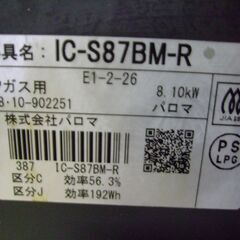 具名： IC-S87BM-R
ガス用
E1-2-26
8.10kW
8·10-902251
パロマ
株式会社パロマ
JIA
PS
LPG
387 IC-S87BM-R
区分C 効率56.3%
区分J 効率192Wh